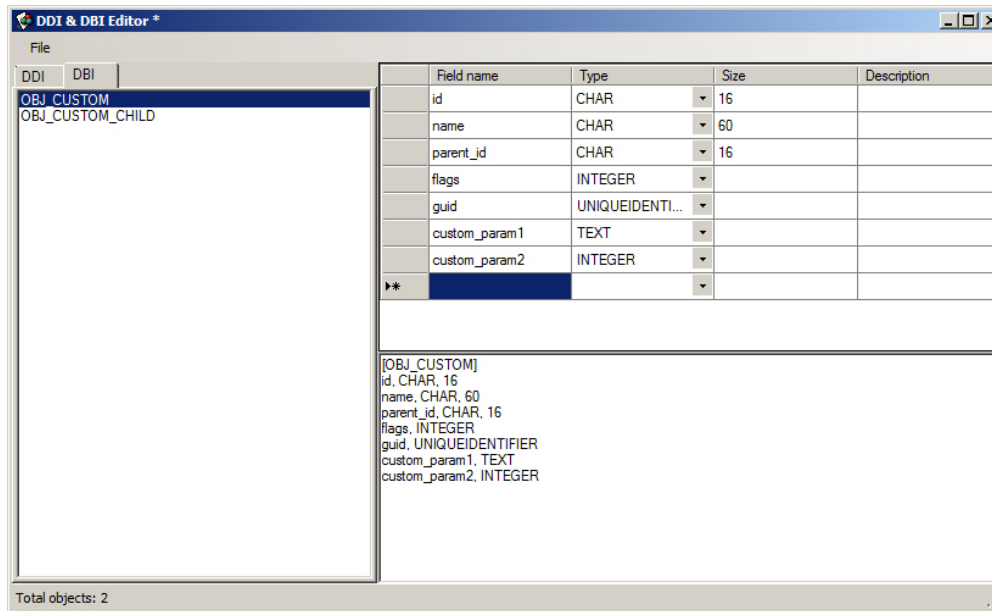 DDI & DBI Editor *
File
DDI DBI
OBJ_CUSTOM
OBJ_CUSTOM_CHILD
Field name Type Size Description
id CHAR 16
name CHAR 60
parent_id CHAR 16
flags INTEGER
guid UNIQUEIDENTI...
custom_param1 TEXT
custom_param2 INTEGER
[OBJ_CUSTOM]
id, CHAR, 16
name, CHAR, 60
parent_id, CHAR, 16
flags, INTEGER
guid, UNIQUEIDENTIFIER
custom_param1, TEXT
custom_param2, INTEGER
Total objects: 2